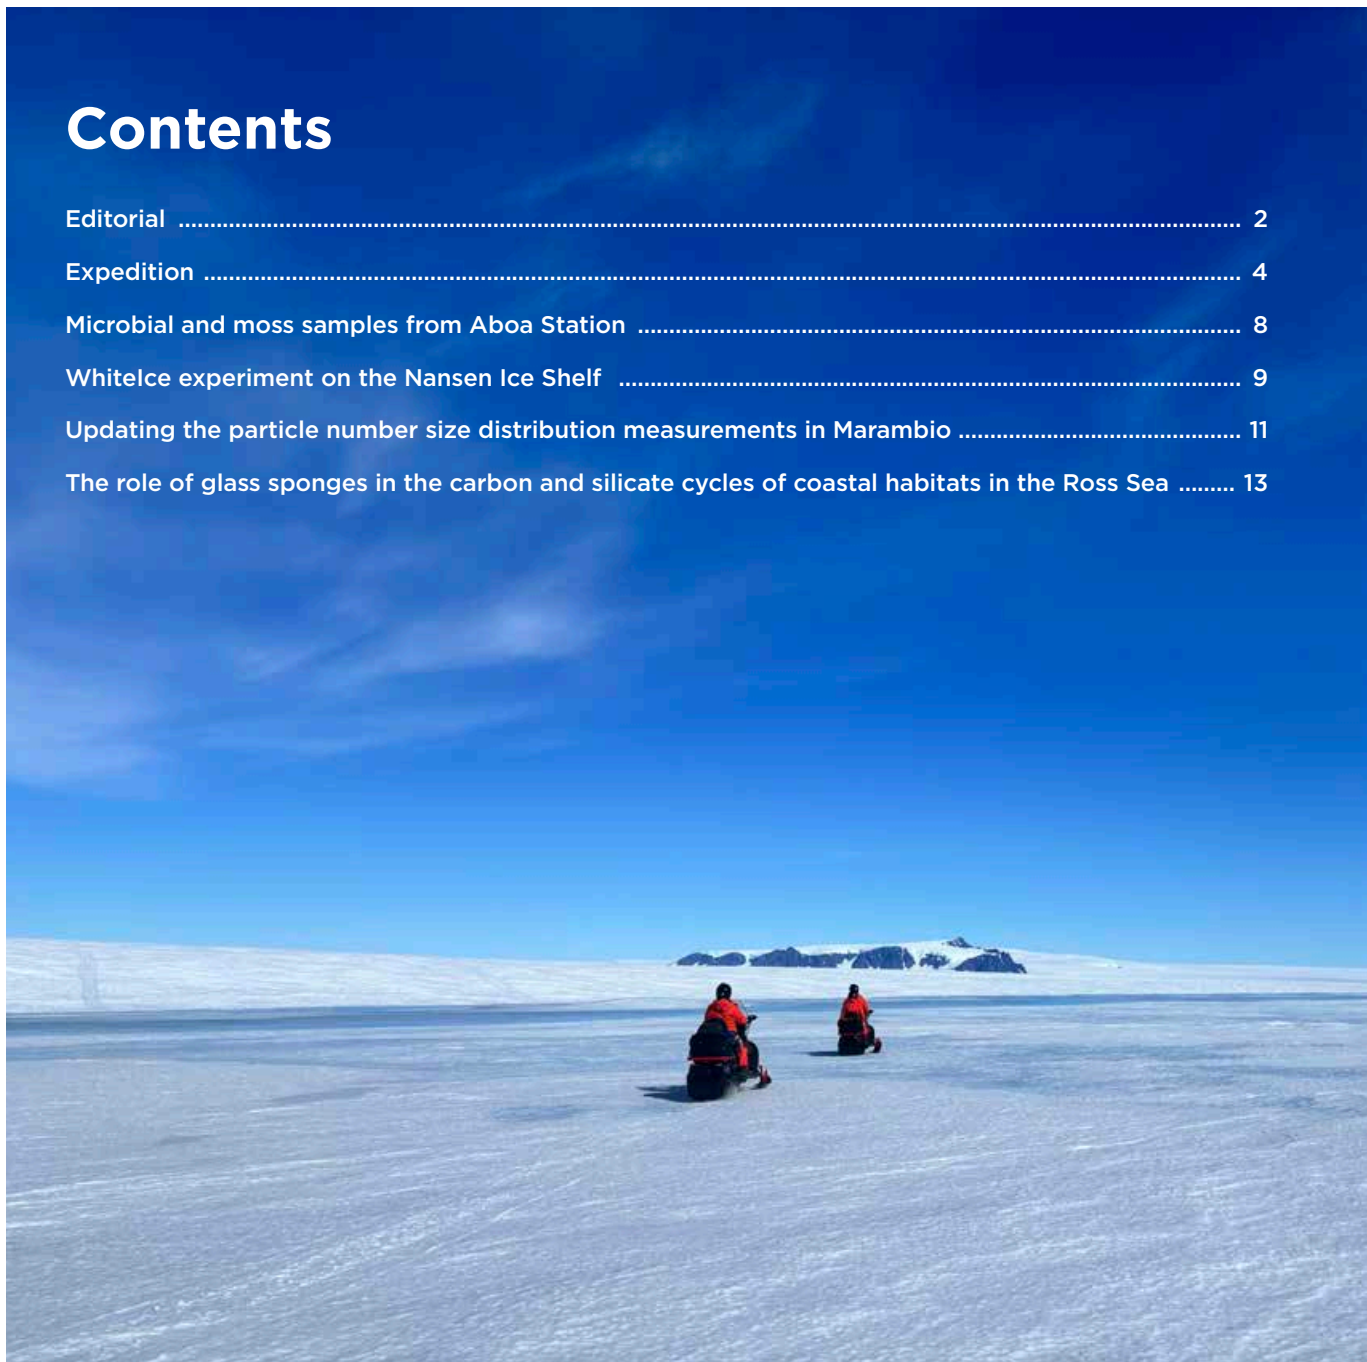 Contents
Editorial ........................................................................................................................................................................ 2
Expedition .................................................................................................................................................................... 4
Microbial and moss samples from Aboa Station ................................................................................................ 8
WhiteIce experiment on the Nansen Ice Shelf ................................................................................................... 9
Updating the particle number size distribution measurements in Marambio ............................................. 11
The role of glass sponges in the carbon and silicate cycles of coastal habitats in the Ross Sea ......... 13